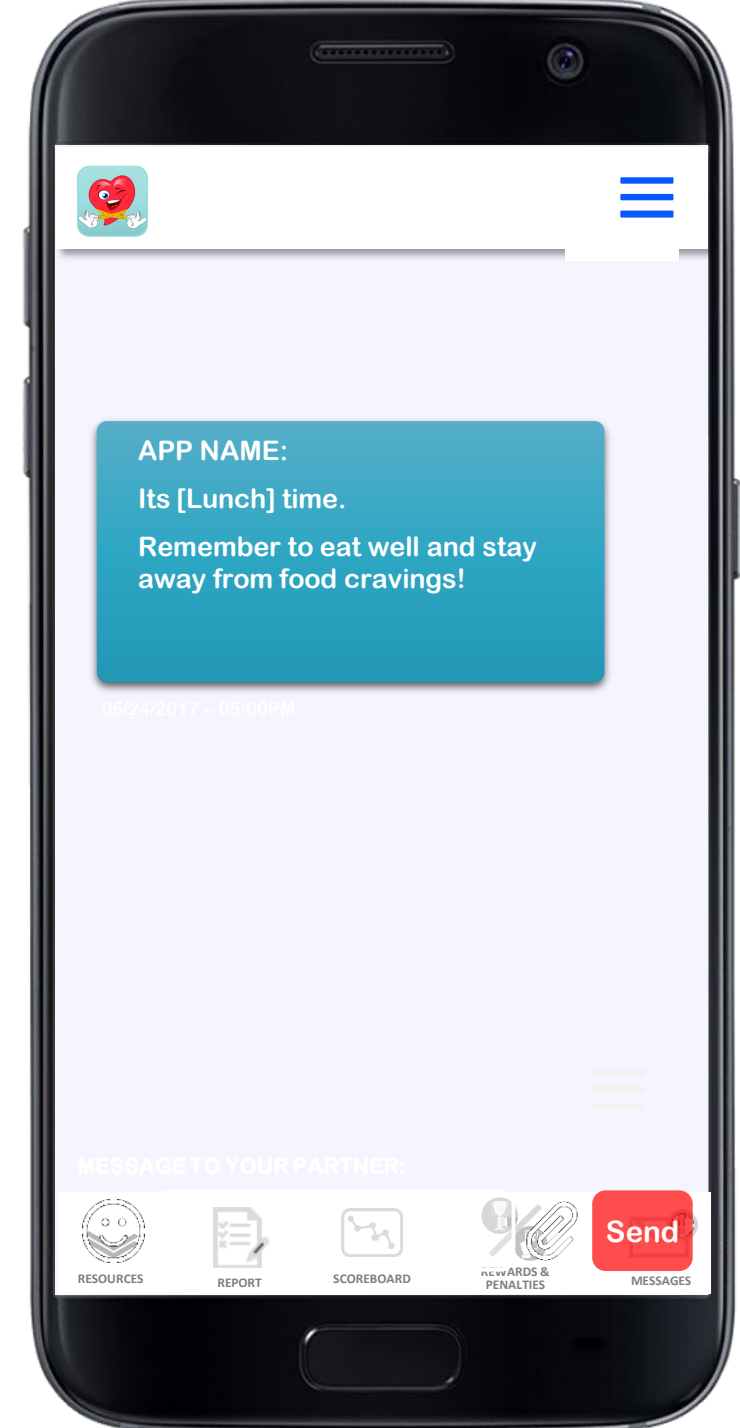 APP NAME:
Its [Lunch] time.
Remember to eat well and stay
away from food cravings!
05/24/2017 – 05:00PM
MESSAGE TO YOUR PARTNER:
Send
RESOURCES
REPORT
SCOREBOARD
REWARDS &
PENALTIES
MESSAGES